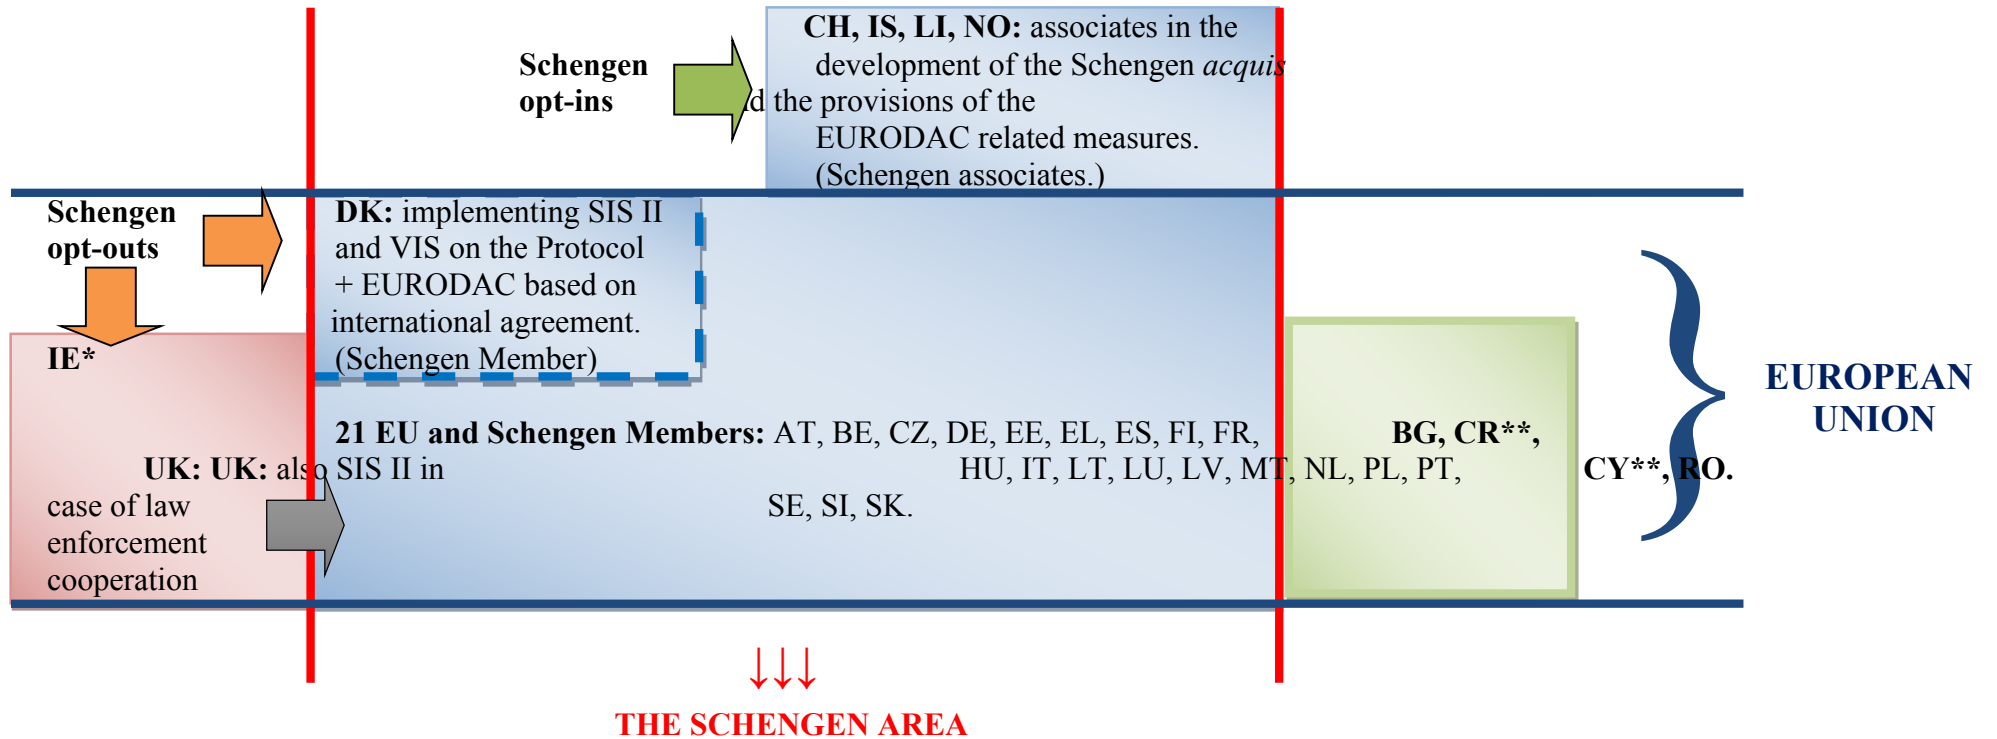 CH, IS, LI, NO: associates in the
development of the Schengen acquis
d the provisions of the
EURODAC related measures.
(Schengen associates.)
Schengen
opt-ins
Schengen
opt-outs
DK: implementing SIS II
and VIS on the Protocol
+ EURODAC based on
international agreement.
(Schengen Member)
IE*
UK: UK: also SIS II in
case of law
enforcement
cooperation
21 EU and Schengen Members: AT, BE, CZ, DE, EE, EL, ES, FI, FR,
HU, IT, LT, LU, LV, MT, NL, PL, PT,
SE, SI, SK.
BG, CR**,
CY**, RO.
EUROPEAN
UNION
↓↓↓
THE SCHENGEN AREA